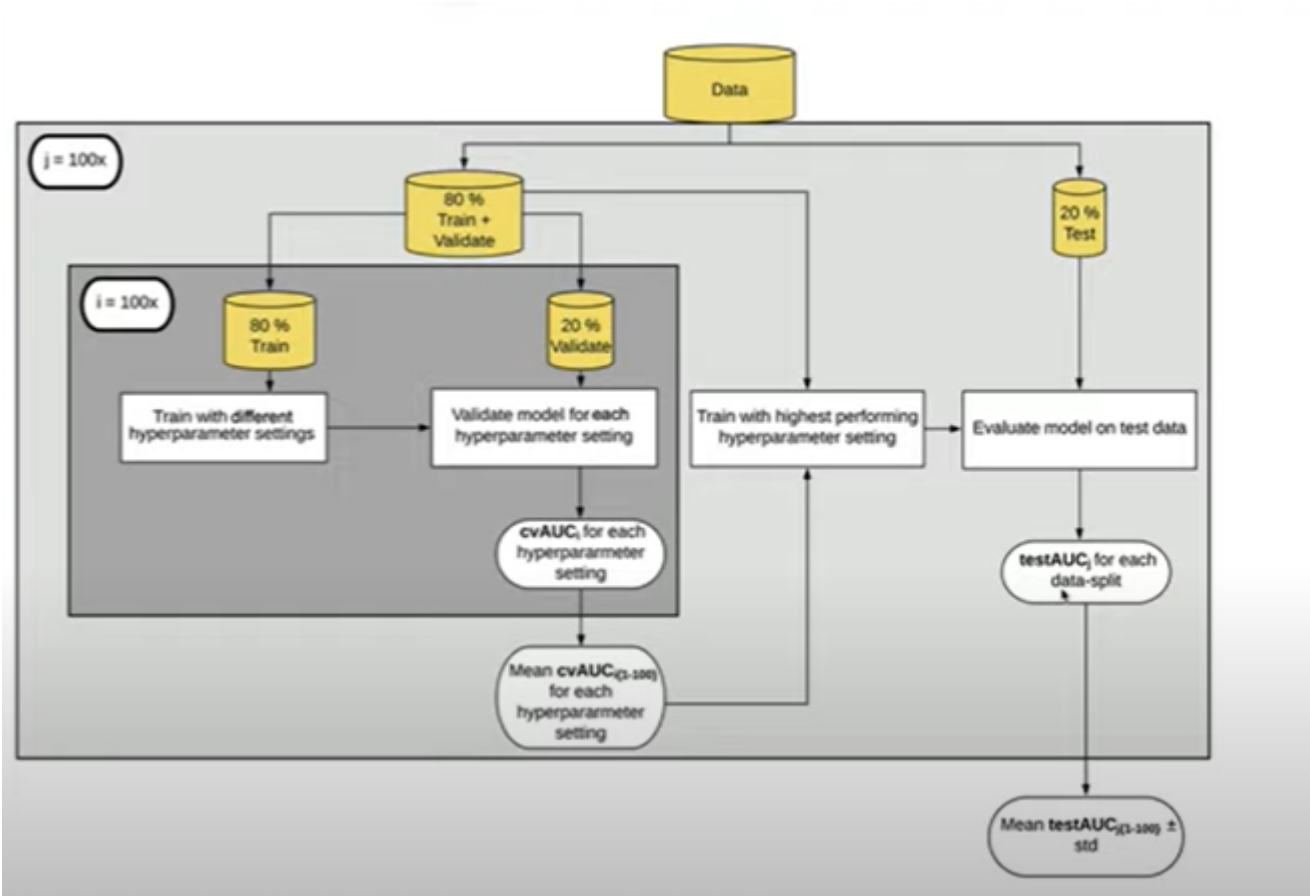 Data
j = 100x
80 %
Train +
Validate
20 %
Test
i = 100x
80 %
Train
20 %
Validate
Train with different
hyperparameter settings
Validate model for each
hyperparameter setting
Train with highest performing
hyperparameter setting
Evaluate model on test data
cvAUCi for each
hyperpararmeter
setting
testAUCj for each
data-split
Mean cvAUCi(1-100)
for each
hyperpararmeter
setting
Mean testAUCj(1-100) ±
std